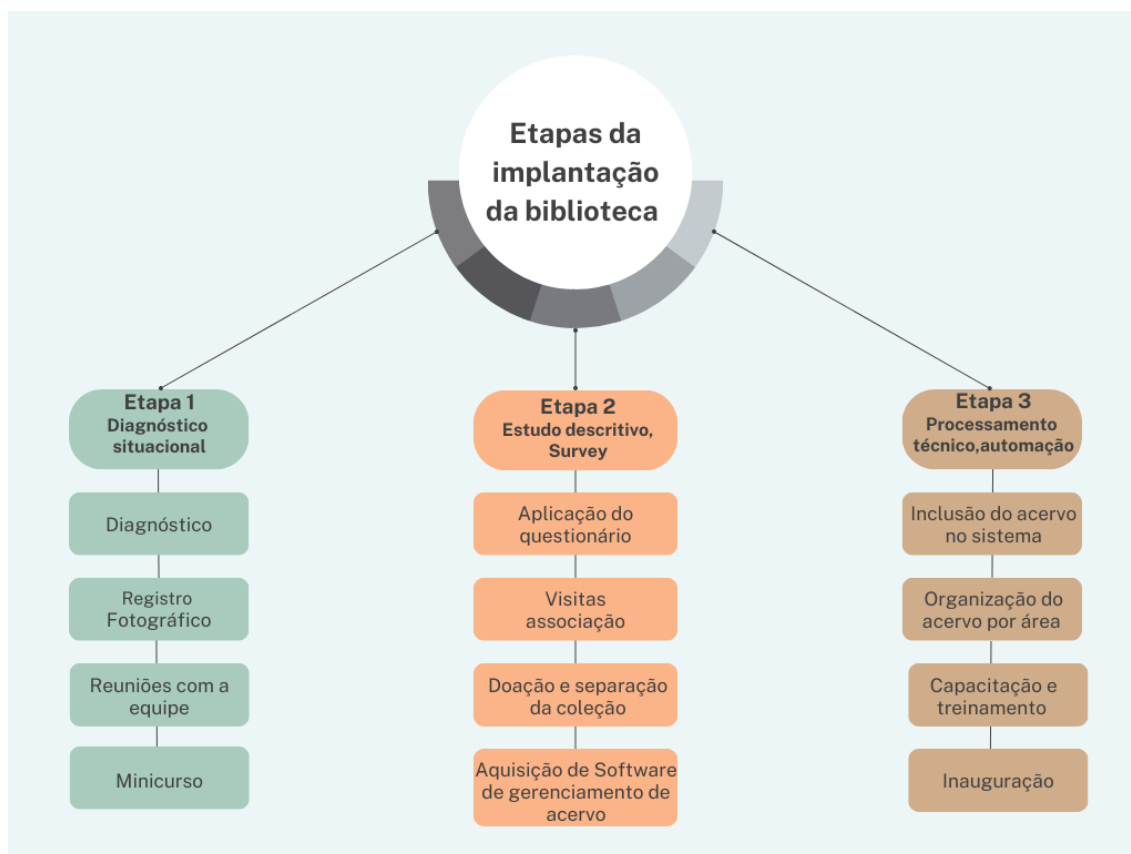 Etapas da
implantação
da biblioteca
Etapa 1
Diagnóstico
situacional
Diagnóstico
Registro
Fotográfico
Reuniões com a
equipe
Minicurso
Etapa 2
Estudo descritivo,
Survey
Aplicação do
questionário
Visitas
associação
Doação e separação
da coleção
Aquisição de Software
de gerenciamento de
acervo
Etapa 3
Processamento
técnico,automação
Inclusão do acervo
no sistema
Organização do
acervo por área
Capacitação e
treinamento
Inauguração